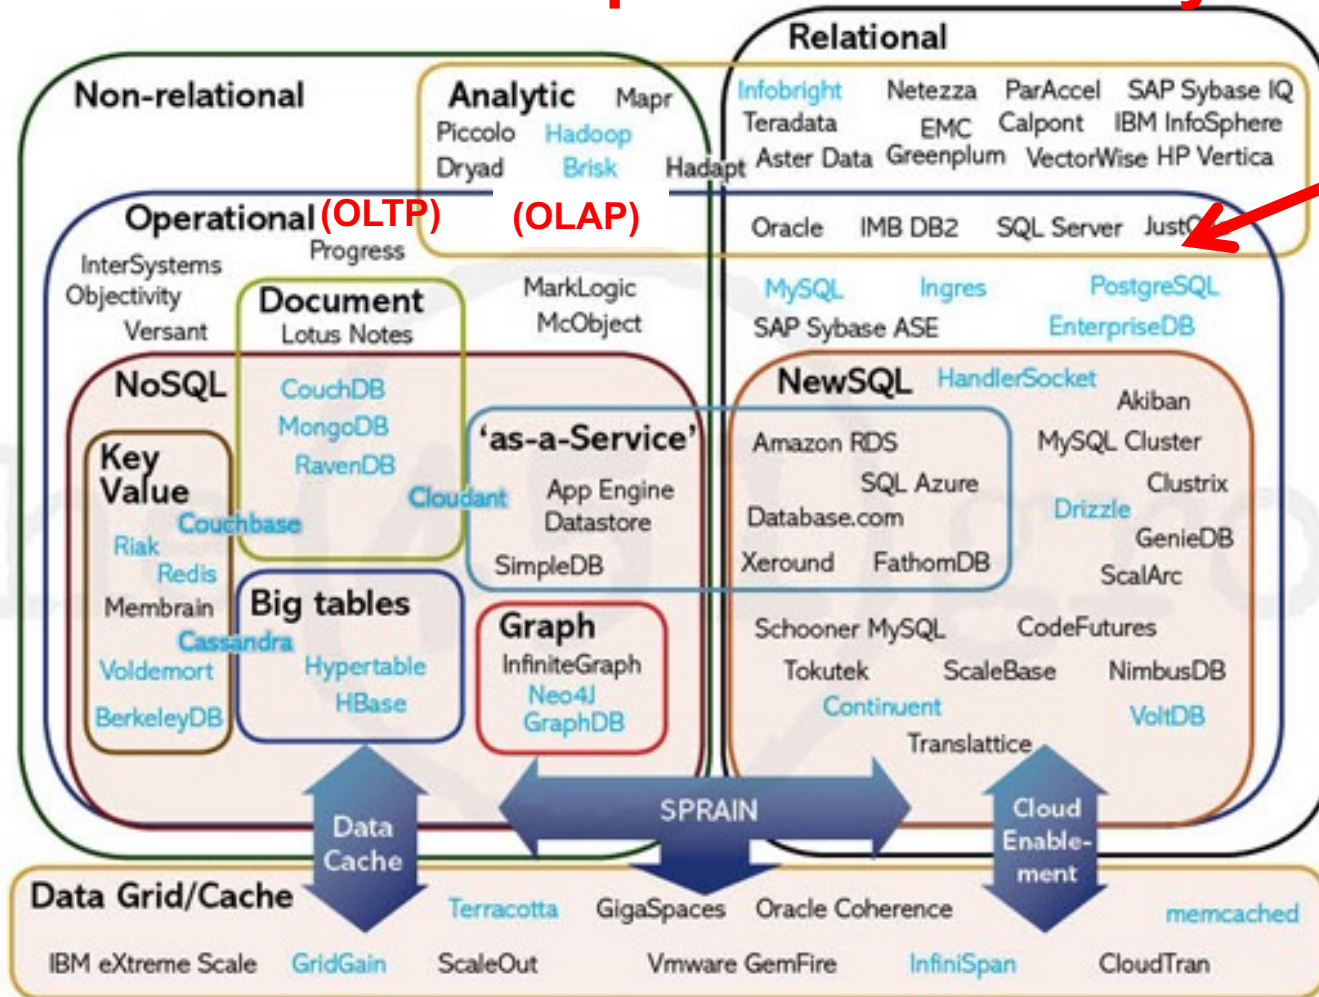 Relational
Non-relational
Analytic Mapr
Piccolo Hadoop
Dryad Brisk Hadapt
Infobright Netezza ParAccel SAP Sybase IQ
Teradata EMC Calpont IBM InfoSphere
Aster Data Greenplum VectorWise HP Vertica
Operational (OLTP) (OLAP)
Oracle IMB DB2 SQL Server
Progress
InterSystems
Objectivity
Versant
Document
Lotus Notes
MarkLogic
McObject
MySQL Ingres PostgreSQL
SAP Sybase ASE EnterpriseDB
NoSQL
CouchDB
MongoDB
RavenDB
Key
Value
Couchbase
Riak
Redis
Membrain
Cassandra
Voldemort
BerkeleyDB
Big tables
Hypertable
HBase
'as-a-Service'
Cloudant App Engine
Datastore
SimpleDB
Graph
InfiniteGraph
Neo4J
GraphDB
NewSQL HandlerSocket
Akiban
Amazon RDS MySQL Cluster
SQL Azure Clustrix
Database.com Drizzle
GenieDB
Xeround FathomDB
ScalArc
Schooner MySQL CodeFutures
Tokutek ScaleBase NimbusDB
Continuent VoltDB
Translattice
Data
Cache
SPRAIN
Cloud
Enable-
ment
Data Grid/Cache
Terracotta GigaSpaces Oracle Coherence memcached
IBM eXtreme Scale GridGain ScaleOut Vmware GemFire InfiniSpan CloudTran